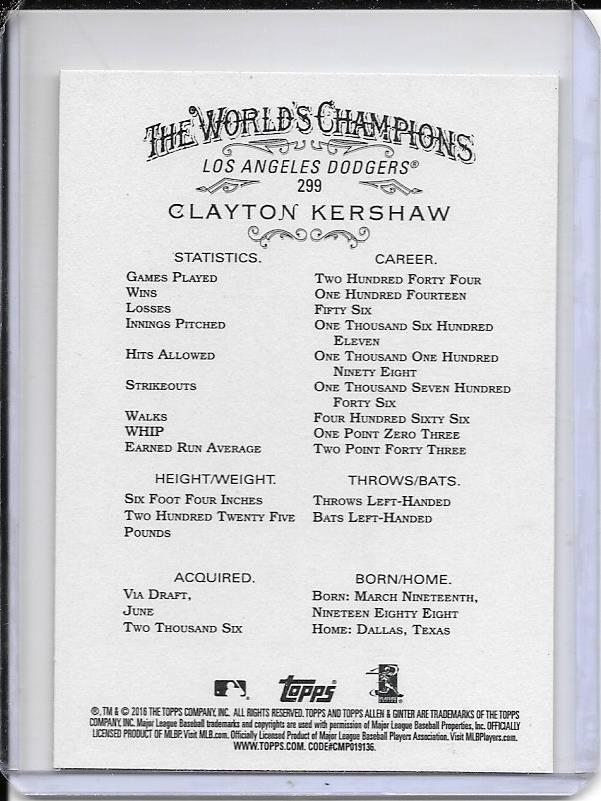 THE WORLD'S CHAMPIONS
LOS ANGELES DODGERS®
299
CLAYTON KERSHAW
STATISTICS. CAREER.
GAMES PLAYED TWO HUNDRED FORTY FOUR
WINS ONE HUNDRED FOURTEEN
LOSSES FIFTY SIX
INNINGS PITCHED ONE THOUSAND SIX HUNDRED
ELEVEN
HITS ALLOWED ONE THOUSAND ONE HUNDRED
NINETY EIGHT
STRIKEOUTS ONE THOUSAND SEVEN HUNDRED
FORTY SIX
WALKS FOUR HUNDRED SIXTY SIX
WHIP ONE POINT ZERO THREE
EARNED RUN AVERAGE TWO POINT FORTY THREE
HEIGHT/WEIGHT. THROWS/BATS.
SIX FOOT FOUR INCHES THROWS LEFT-HANDED
TWO HUNDRED TWENTY FIVE BATS LEFT-HANDED
POUNDS
ACQUIRED. BORN/HOME.
VIA DRAFT, BORN: MARCH NINETEENTH,
JUNE NINETEEN EIGHTY EIGHT
TWO THOUSAND SIX HOME: DALLAS, TEXAS
topps
®, TM & © 2016 THE TOPPS COMPANY, INC. ALL RIGHTS RESERVED. TOPPS AND TOPPS ALLEN & GINTER ARE TRADEMARKS OF THE TOPPS
COMPANY, INC. Major League Baseball trademarks and copyrights are used with permission of Major League Baseball Properties, Inc. OFFICIALLY
LICENSED PRODUCT OF MLBP. Visit MLB.com. Officially Licensed Product of Major League Baseball Players Association. Visit MLBPlayers.com.
WWW.TOPPS.COM. CODE#CMP019136.